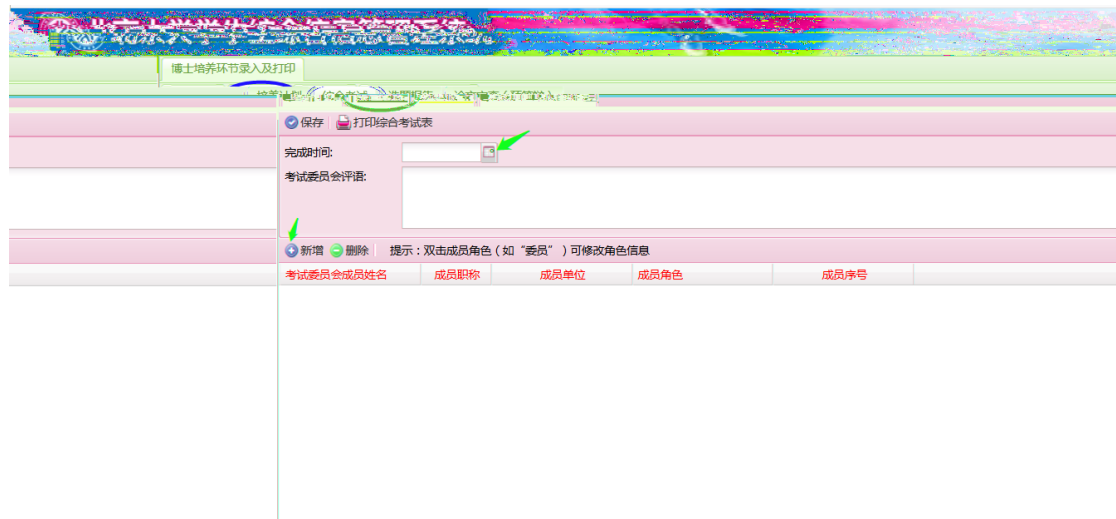 博士培养环节录入及打印
保存 打印综合考试表
完成时间:
考试委员会评语:
新增 删除 提示：双击成员角色（如“委员”）可修改角色信息
考试委员会成员姓名 成员职称 成员单位 成员角色 成员序号